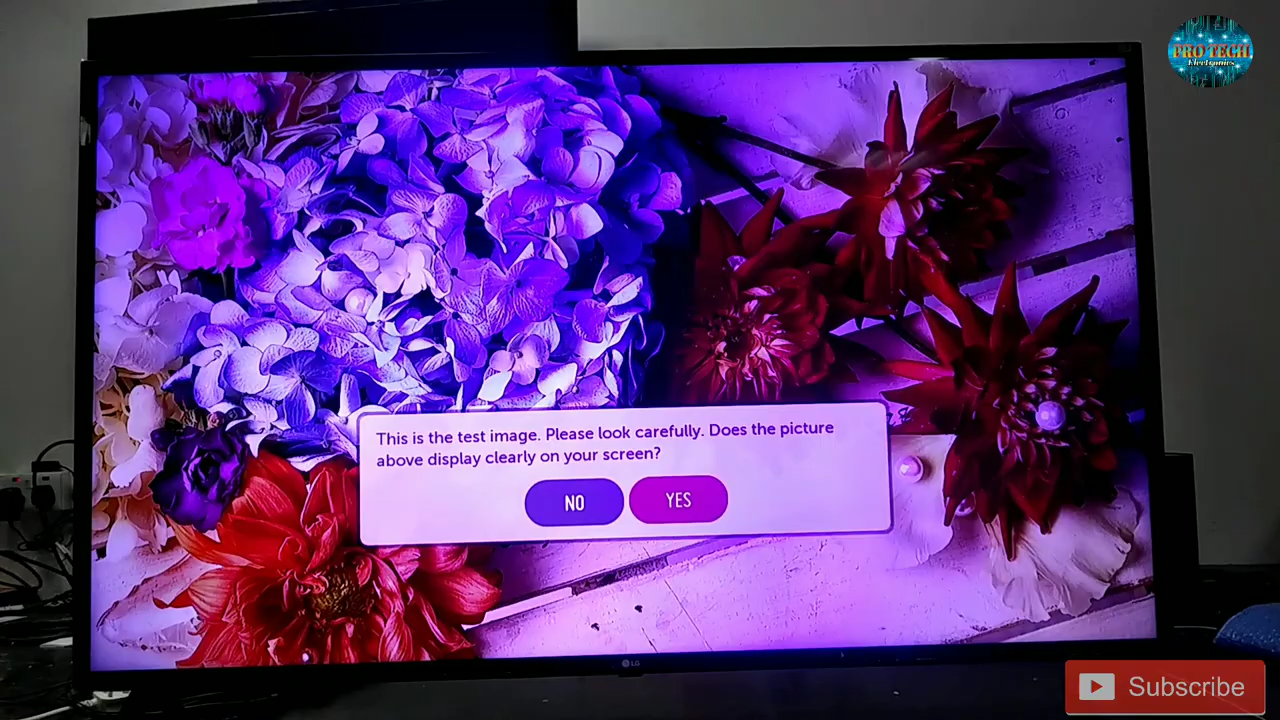 PRO TECH
Electronics
This is the test image. Please look carefully. Does the picture
above display clearly on your screen?
NO
YES
LG
Subscribe